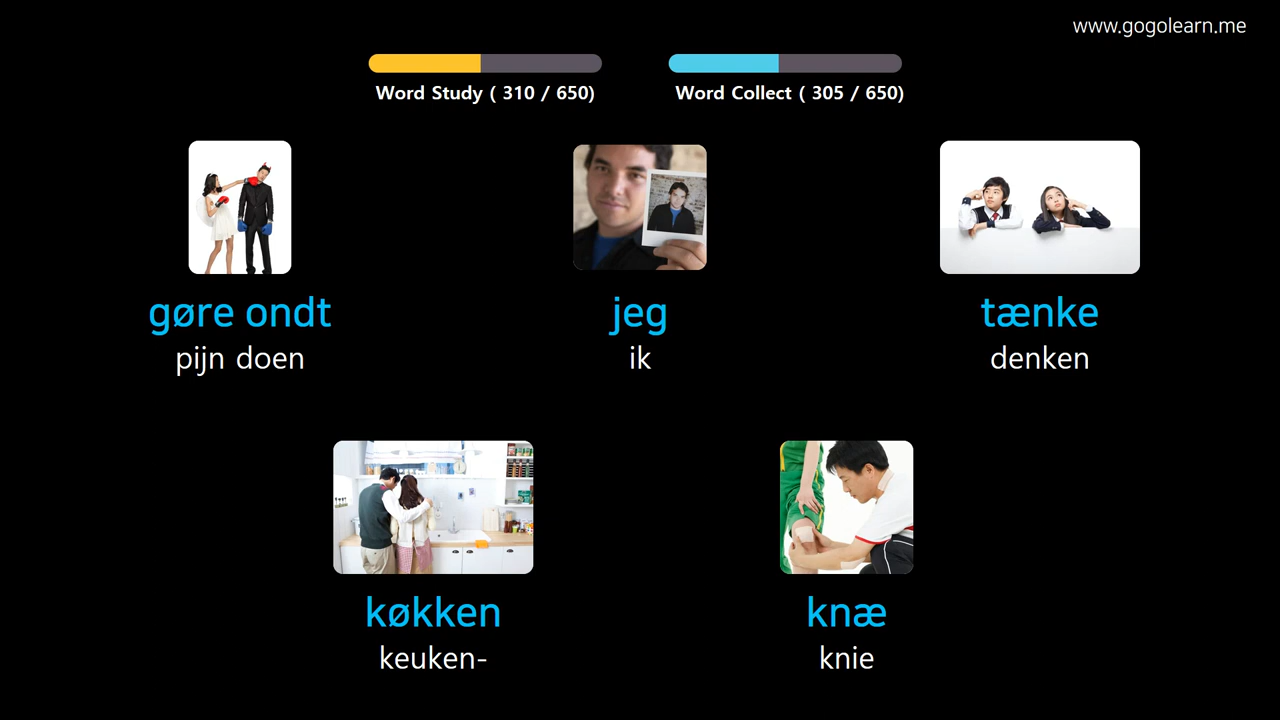 www.gogolearn.me
Word Study ( 310 / 650)
Word Collect ( 305 / 650)
gøre ondt
pijn doen
jeg
ik
tænke
denken
køkken
keuken-
knæ
knie